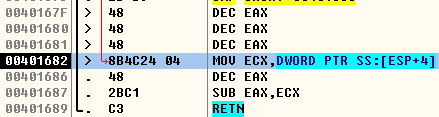 0040167F > 48 DEC EAX
00401680 > 48 DEC EAX
00401681 > 48 DEC EAX
00401682 > 8B4C24 04 MOV ECX,DWORD PTR SS:[ESP+4]
00401686 . 48 DEC EAX
00401687 . 2BC1 SUB EAX,ECX
00401689 . C3 RETN